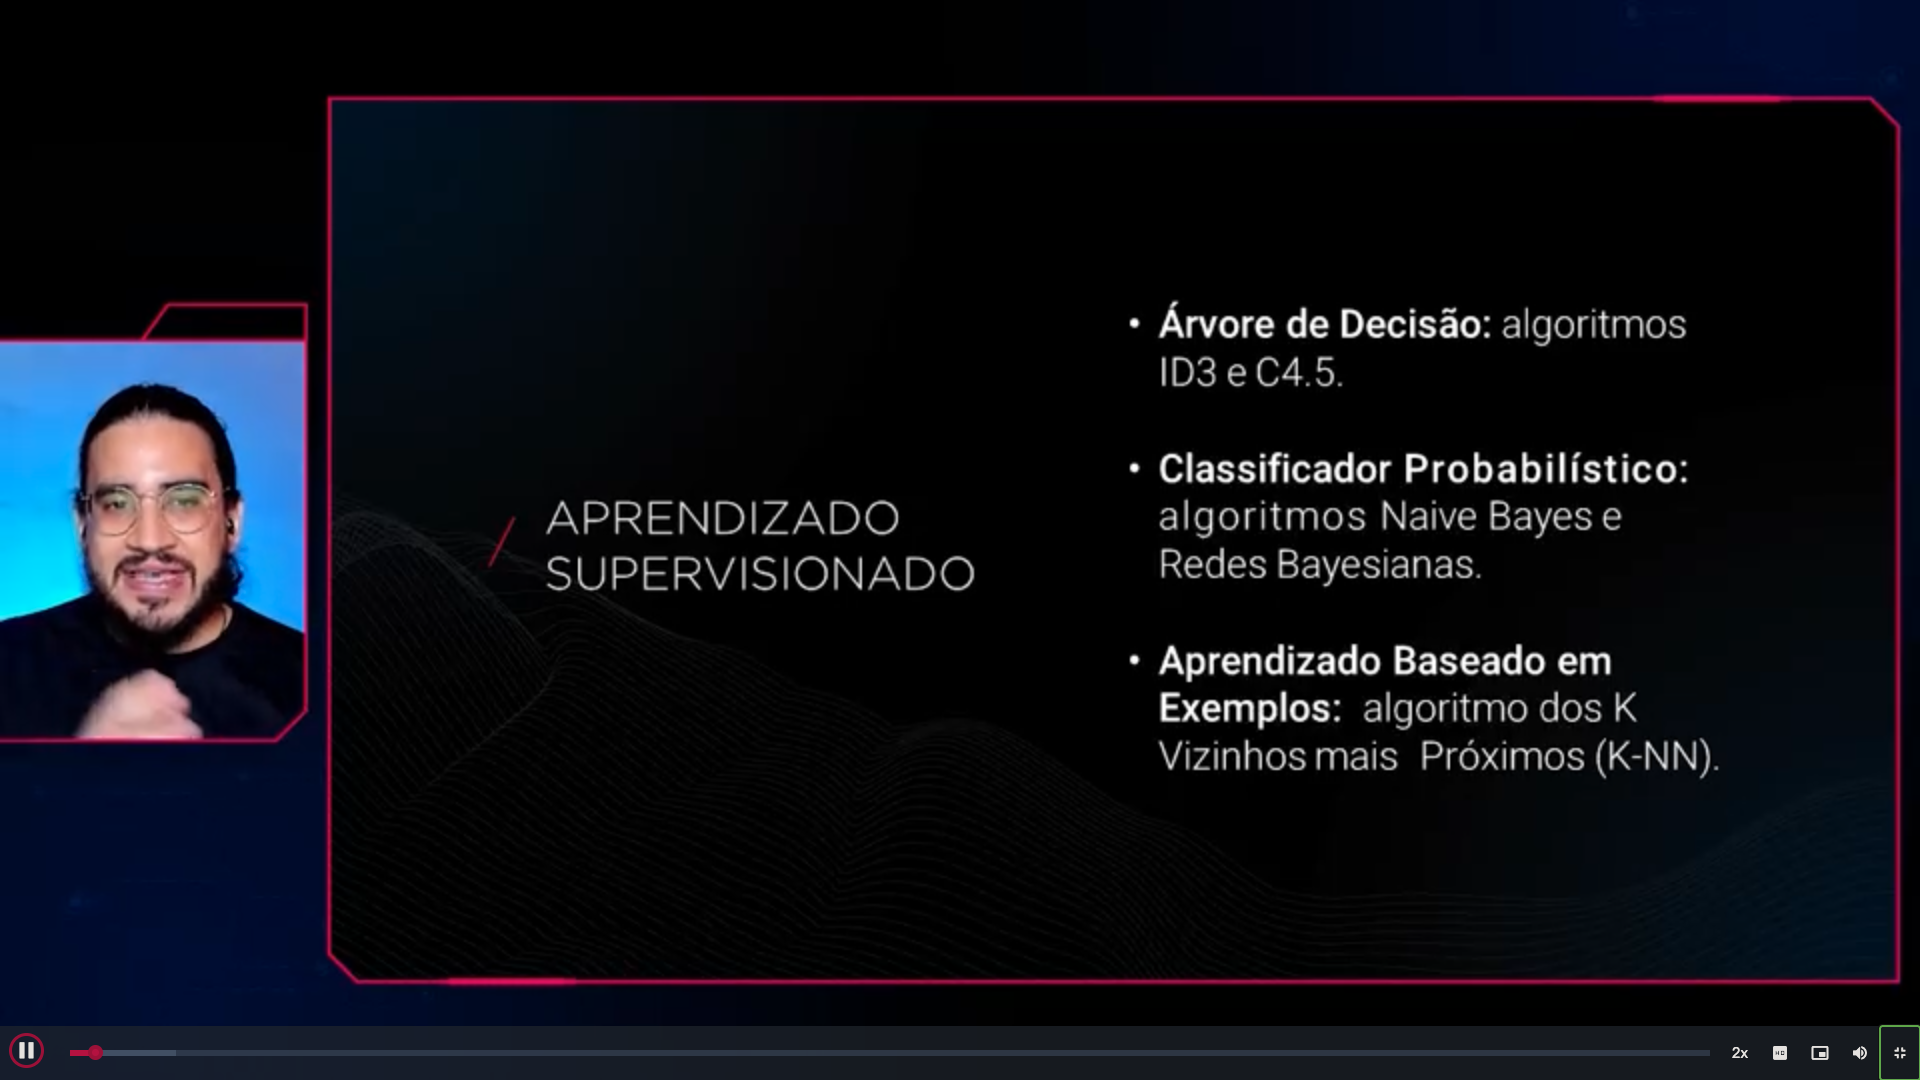 APRENDIZADO
SUPERVISIONADO
• Árvore de Decisão: algoritmos
ID3 e C4.5.
• Classificador Probabilístico:
algoritmos Naive Bayes e
Redes Bayesianas.
• Aprendizado Baseado em
Exemplos: algoritmo dos K
Vizinhos mais Próximos (K-NN).
2x